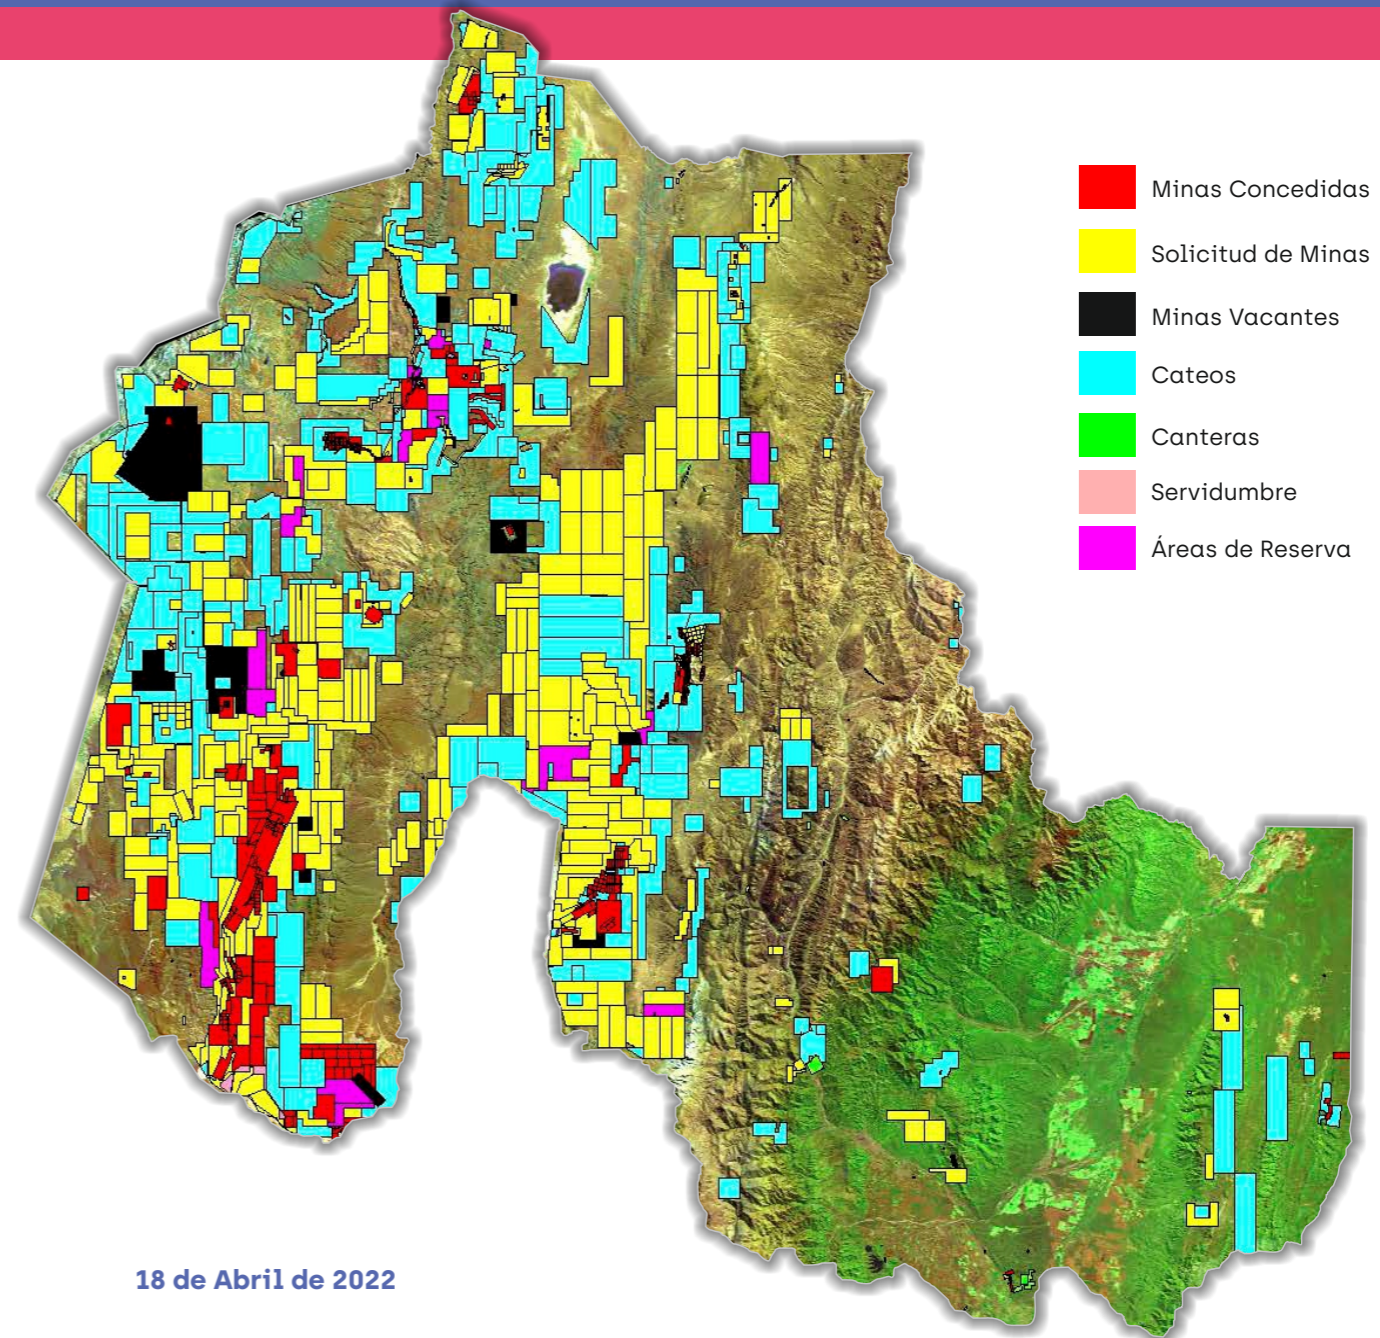 Minas Concedidas
Solicitud de Minas
Minas Vacantes
Cateos
Canteras
Servidumbre
Áreas de Reserva
18 de Abril de 2022